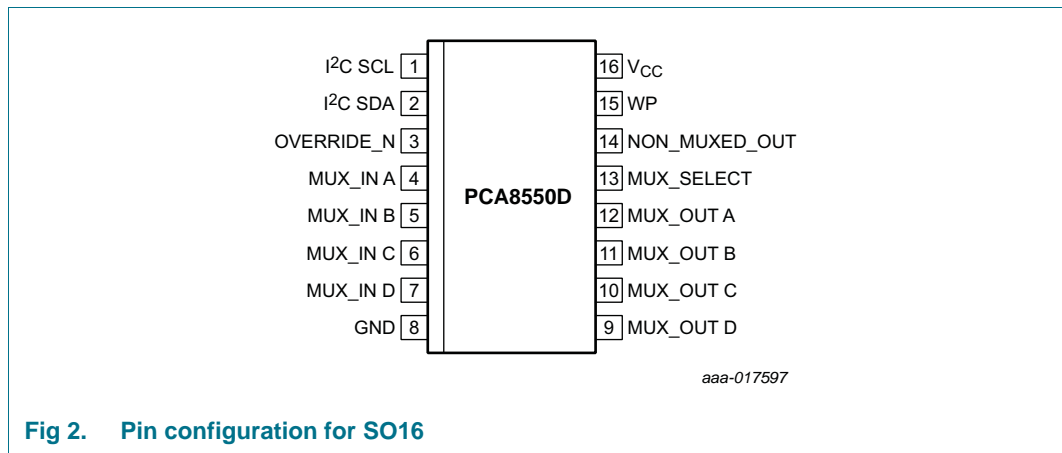 I²C SCL 1
I²C SDA 2
OVERRIDE_N 3
MUX_IN A 4
MUX_IN B 5
MUX_IN C 6
MUX_IN D 7
GND 8
PCA8550D
16 VCC
15 WP
14 NON_MUXED_OUT
13 MUX_SELECT
12 MUX_OUT A
11 MUX_OUT B
10 MUX_OUT C
9 MUX_OUT D
aaa-017597
Fig 2. Pin configuration for SO16